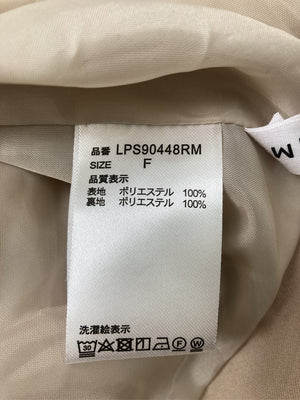 品番 LPS90448RM
SIZE F
品質表示
表地 ポリエステル 100%
裏地 ポリエステル 100%
洗濯絵表示
30 F W
M